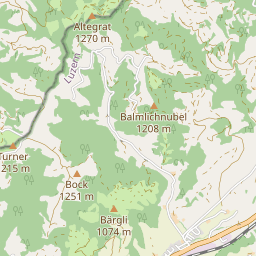 Altegrat
1270 m
Luzern
Balmlichnubel
1208 m
Turner
215 m
Bock
1251 m
Bärgli
1074 m